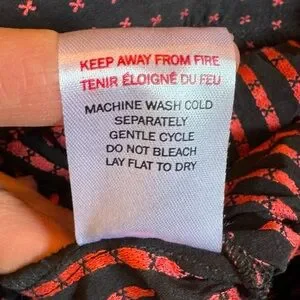 KEEP AWAY FROM FIRE
TENIR ÉLOIGNÉ DU FEU
MACHINE WASH COLD
SEPARATELY
GENTLE CYCLE
DO NOT BLEACH
LAY FLAT TO DRY